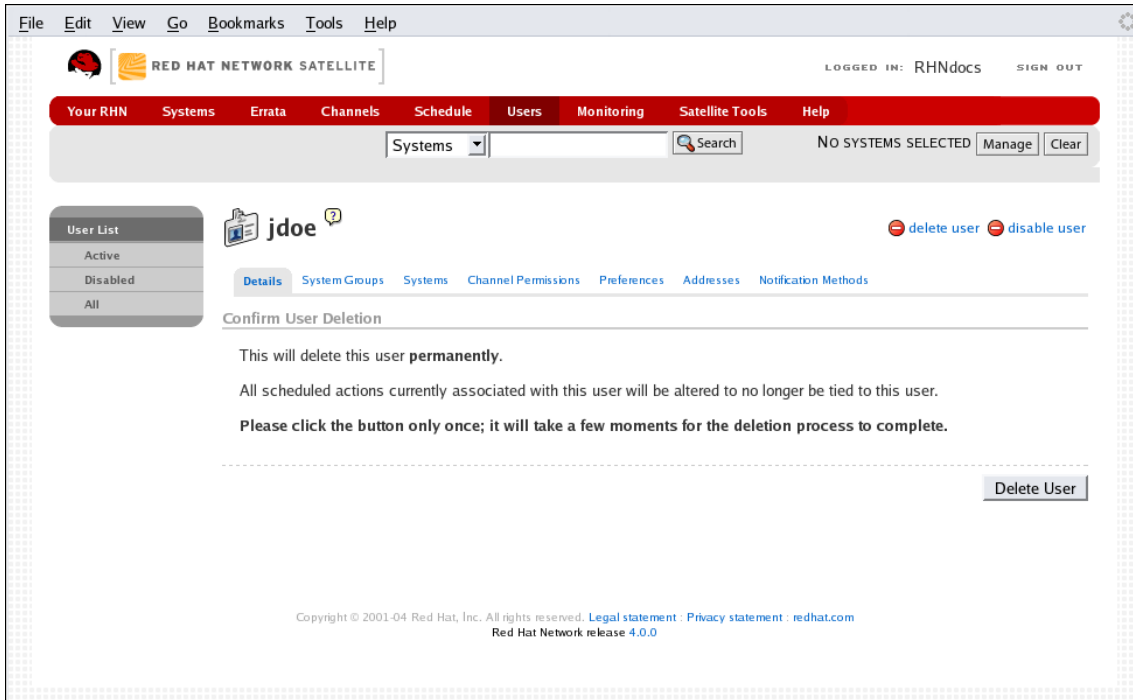 File Edit View Go Bookmarks Tools Help
RED HAT NETWORK SATELLITE
LOGGED IN: RHNdocs SIGN OUT
Your RHN Systems Errata Channels Schedule Users Monitoring Satellite Tools Help
Systems Search NO SYSTEMS SELECTED Manage Clear
User List
Active
Disabled
All
jdoe ?
delete user disable user
Details System Groups Systems Channel Permissions Preferences Addresses Notification Methods
Confirm User Deletion
This will delete this user permanently.
All scheduled actions currently associated with this user will be altered to no longer be tied to this user.
Please click the button only once; it will take a few moments for the deletion process to complete.
Delete User
Copyright © 2001-04 Red Hat, Inc. All rights reserved. Legal statement : Privacy statement : redhat.com
Red Hat Network release 4.0.0